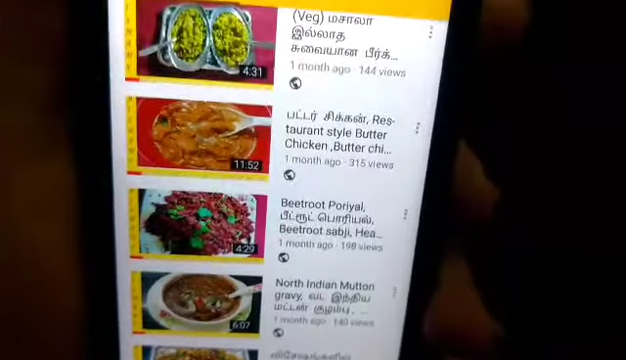 (Veg) மசாலா
இல்லாத
சுவையான பீர்க்...
1 month ago · 144 views
4:31
பட்டர் சிக்கன், Res-
taurant style Butter
Chicken ,Butter chi...
1 month ago · 315 views
11:52
Beetroot Poriyal,
பீட்ரூட் பொரியல்,
Beetroot sabji, Hea...
1 month ago · 198 views
4:29
North Indian Mutton
gravy, வட இந்திய
மட்டன் குழம்பு, ...
1 month ago · 140 views
6:07
விசேஷங்களில்